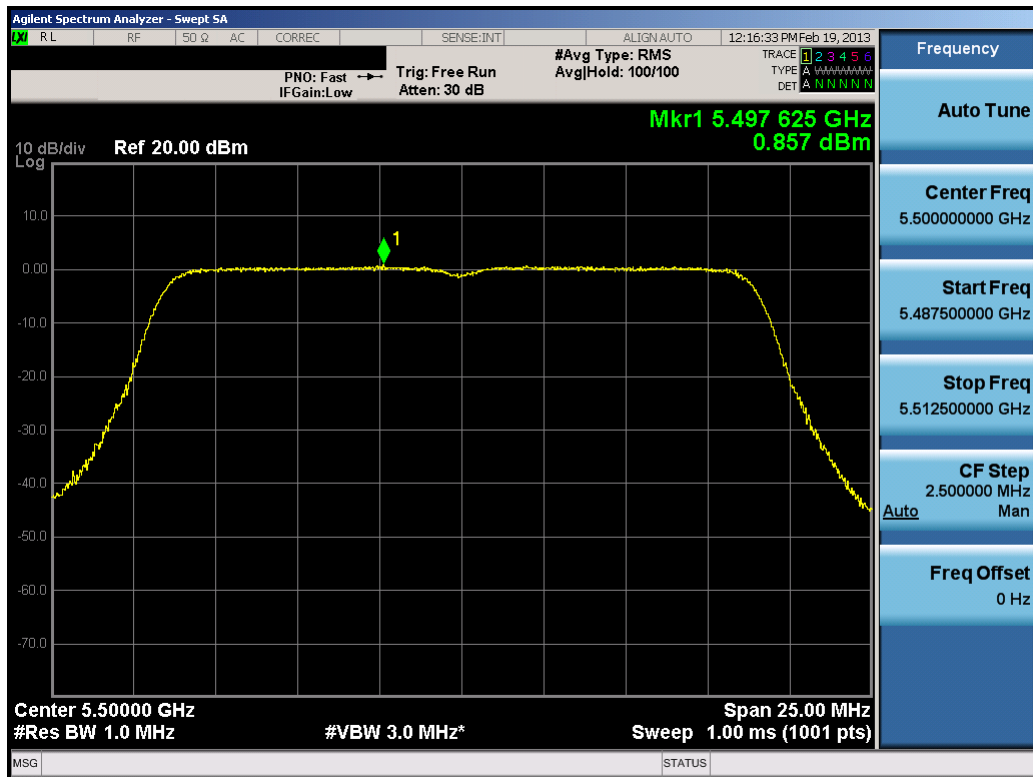 Agilent Spectrum Analyzer - Swept SA
LXI RL RF 50 Ω AC CORREC SENSE:INT ALIGN AUTO 12:16:33 PM Feb 19, 2013
#Avg Type: RMS TRACE 1 2 3 4 5 6
PNO: Fast Trig: Free Run Avg|Hold: 100/100 TYPE A WWWWW
IFGain:Low Atten: 30 dB DET A N N N N N
Mkr1 5.497 625 GHz
0.857 dBm
10 dB/div Ref 20.00 dBm
Log
10.0
1
0.00
-10.0
-20.0
-30.0
-40.0
-50.0
-60.0
-70.0
Center 5.50000 GHz Span 25.00 MHz
#Res BW 1.0 MHz #VBW 3.0 MHz* Sweep 1.00 ms (1001 pts)
MSG STATUS
Frequency
Auto Tune
Center Freq
5.500000000 GHz
Start Freq
5.487500000 GHz
Stop Freq
5.512500000 GHz
CF Step
2.500000 MHz
Auto Man
Freq Offset
0 Hz